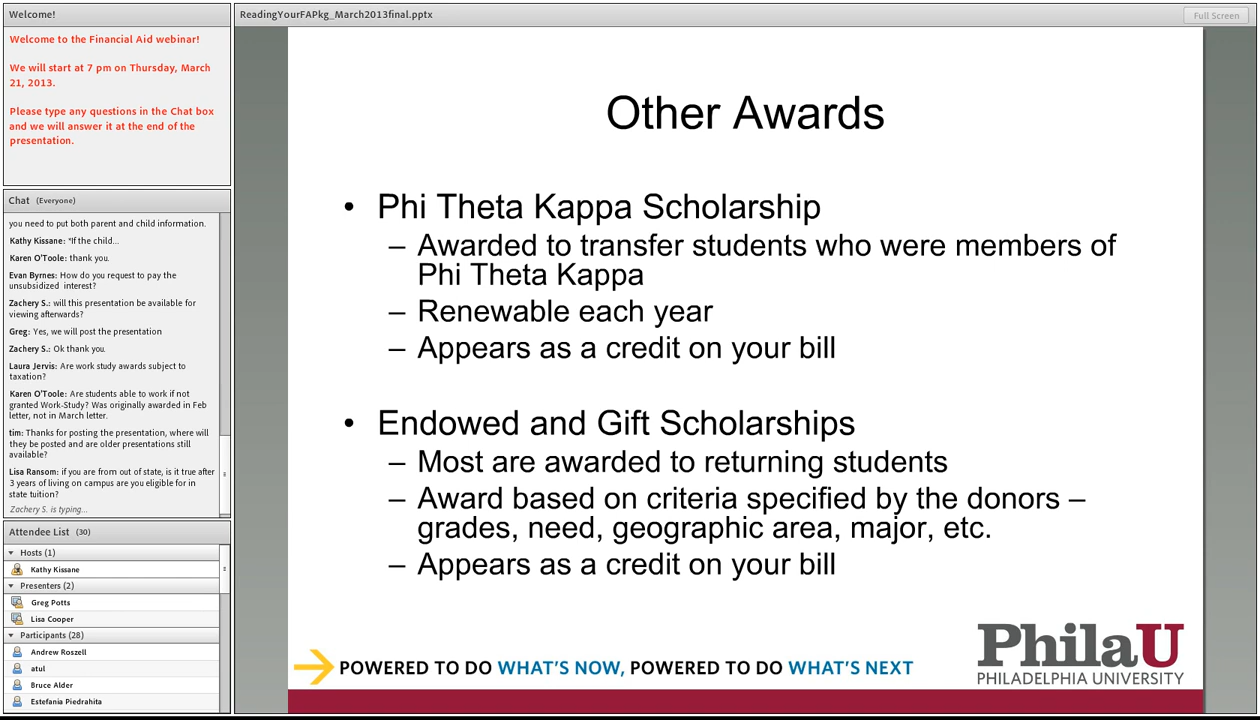 Welcome!
Welcome to the Financial Aid webinar!
We will start at 7 pm on Thursday, March
21, 2013.
Please type any questions in the Chat box
and we will answer it at the end of the
presentation.
Chat (Everyone)
you need to put both parent and child information.
Kathy Kissane: *If the child...
Karen O'Toole: thank you.
Evan Byrnes: How do you request to pay the
unsubsidized interest?
Zachery S.: will this presentation be available for
viewing afterwards?
Greg: Yes, we will post the presentation
Zachery S.: Ok thank you.
Laura Jervis: Are work study awards subject to
taxation?
Karen O'Toole: Are students able to work if not
granted Work-Study? Was originally awarded in Feb
letter, not in March letter.
tim: Thanks for posting the presentation, where will
they be posted and are older presentations still
available?
Lisa Ransom: if you are from out of state, is it true after
3 years of living on campus are you eligible for in
state tuition?
Zachery S. is typing...
Attendee List (30)
Hosts (1)
Kathy Kissane
Presenters (2)
Greg Potts
Lisa Cooper
Participants (28)
Andrew Roszell
atul
Bruce Alder
Estefania Piedrahita
ReadingYourFAPkg_March2013final.pptx
Full Screen
Other Awards
• Phi Theta Kappa Scholarship
– Awarded to transfer students who were members of
Phi Theta Kappa
– Renewable each year
– Appears as a credit on your bill
• Endowed and Gift Scholarships
– Most are awarded to returning students
– Award based on criteria specified by the donors –
grades, need, geographic area, major, etc.
– Appears as a credit on your bill
POWERED TO DO WHAT'S NOW, POWERED TO DO WHAT'S NEXT
PhilaU
PHILADELPHIA UNIVERSITY